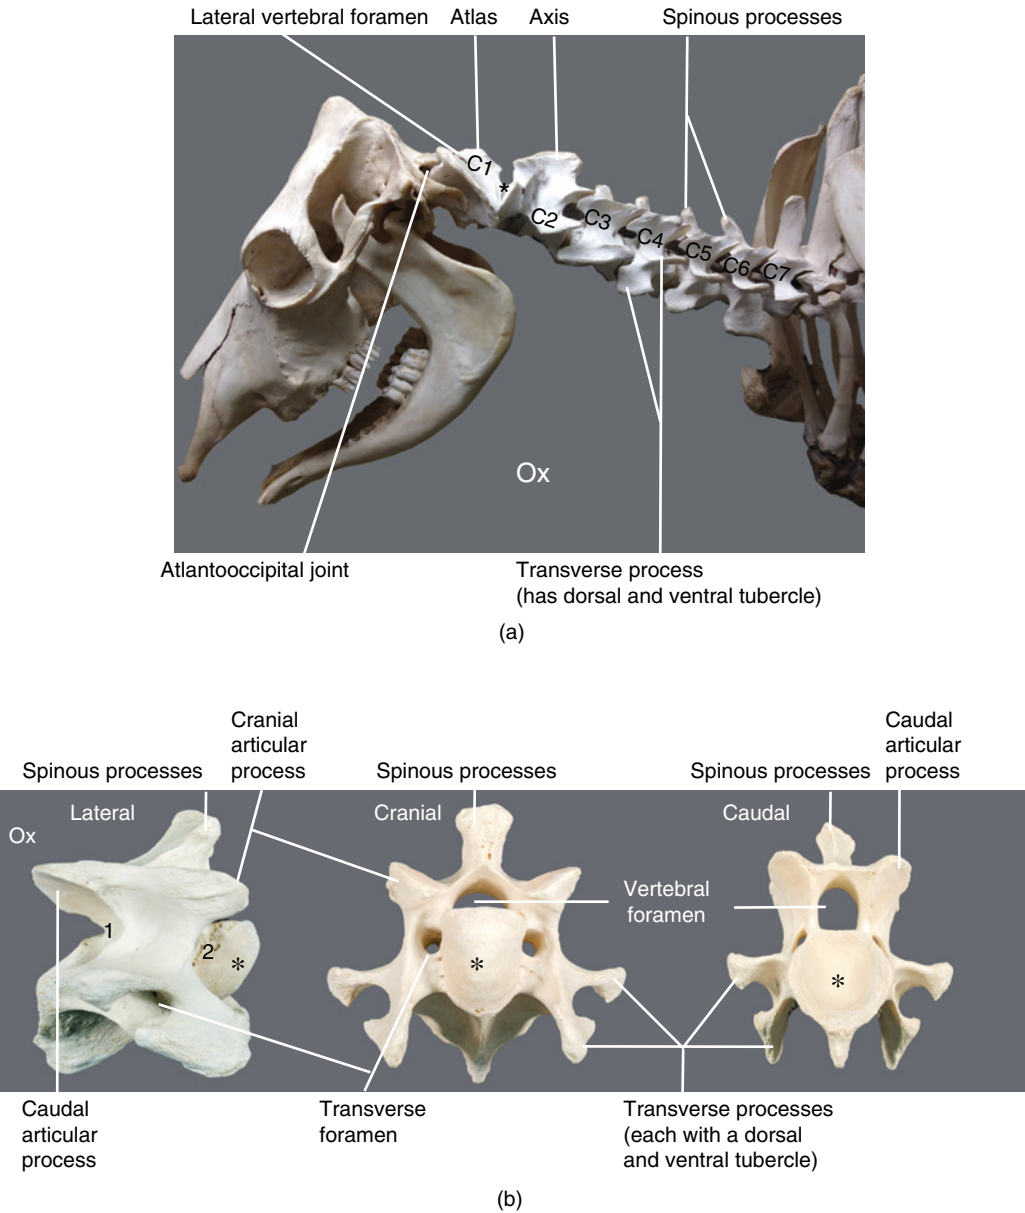 Lateral vertebral foramen Atlas Axis Spinous processes
C1
*
C2 C3 C4 C5 C6 C7
Ox
Atlantooccipital joint
Transverse process
(has dorsal and ventral tubercle)
(a)
Cranial
articular
process
Caudal
articular
process
Spinous processes Spinous processes Spinous processes
Lateral Cranial Caudal
Ox
Vertebral
foramen
1
2
*
*
*
Caudal
articular
process
Transverse
foramen
Transverse processes
(each with a dorsal
and ventral tubercle)
(b)